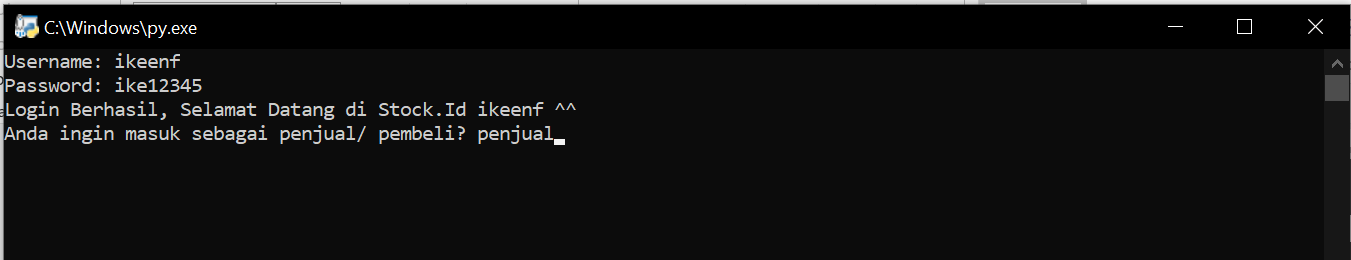 C:\Windows\py.exe
Username: ikeenf
Password: ike12345
Login Berhasil, Selamat Datang di Stock.Id ikeenf ^^
Anda ingin masuk sebagai penjual/ pembeli? penjual